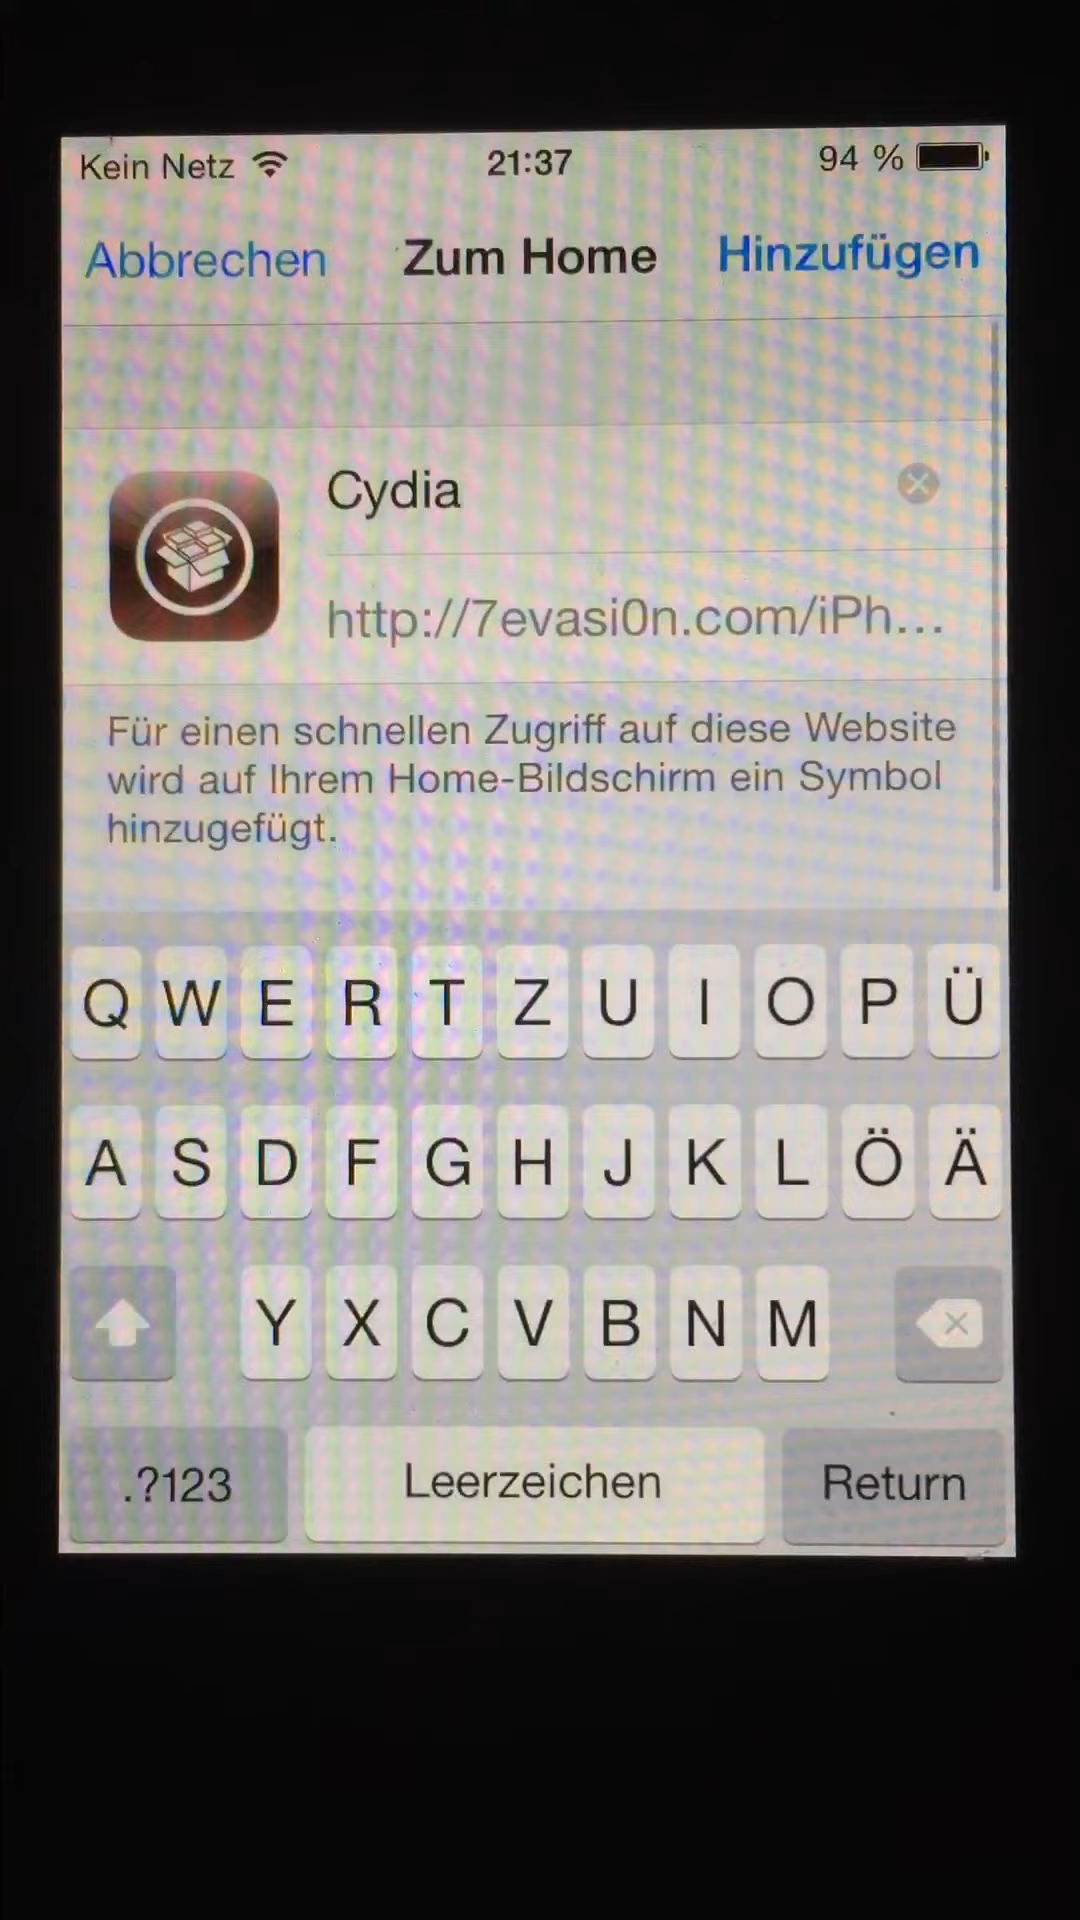 Kein Netz 21:37 94 %
Abbrechen Zum Home Hinzufügen
Cydia
http://7evasi0n.com/iPh...
Für einen schnellen Zugriff auf diese Website
wird auf Ihrem Home-Bildschirm ein Symbol
hinzugefügt.
Q W E R T Z U I O P Ü
A S D F G H J K L Ö Ä
Y X C V B N M
.?123 Leerzeichen Return